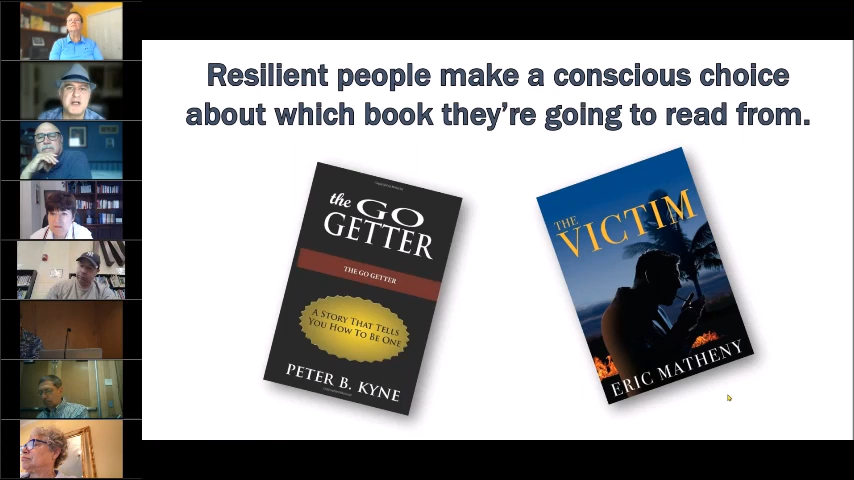 Resilient people make a conscious choice
about which book they're going to read from.
the GO
GETTER
THE GO GETTER
A STORY THAT TELLS
YOU HOW TO BE ONE
PETER B. KYNE
THE
VICTIM
ERIC MATHENY